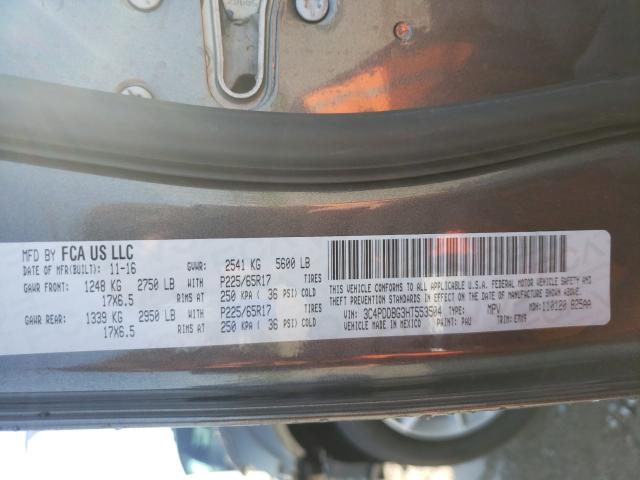 MFD BY FCA US LLC
DATE OF MFR(BUILT): 11-16 GVWR: 2541 KG 5600 LB
GAWR FRONT: 1248 KG 2750 LB WITH P225/65R17 TIRES
17X6.5 RIMS AT 250 KPA ( 36 PSI) COLD
GAWR REAR: 1339 KG 2950 LB WITH P225/65R17 TIRES
17X6.5 RIMS AT 250 KPA ( 36 PSI) COLD
THIS VEHICLE CONFORMS TO ALL APPLICABLE U.S.A. FEDERAL MOTOR VEHICLE SAFETY AND
THEFT PREVENTION STANDARDS IN EFFECT ON THE DATE OF MANUFACTURE SHOWN ABOVE.
VIN: 3C4PDDBG3HT553504 TYPE: MPV MDH: 110120 825AA
MADE IN MEXICO PAINT: PAU TRIM: